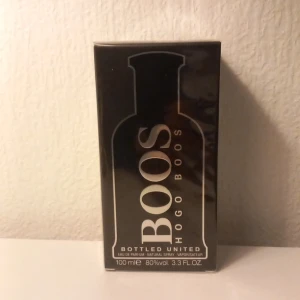 BOOS
HOGO BOOS
BOTTLED UNITED
EAU DE PARFUM NATURAL SPRAY VAPORISATEUR
100 ml℮ 80%vol 3.3 FL.OZ